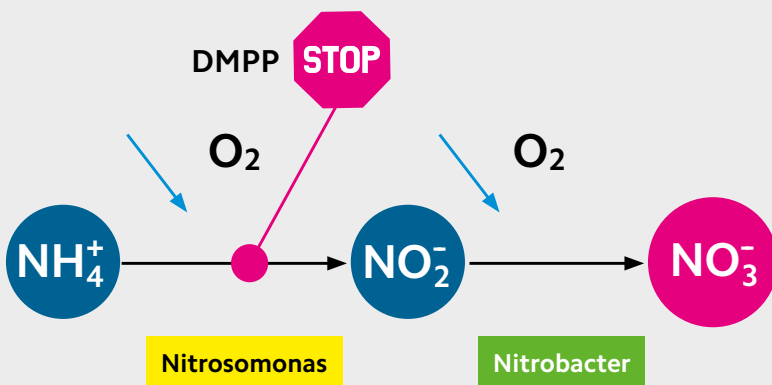 DMPP STOP
O₂ O₂
NH₄⁺ NO₂⁻ NO₃⁻
Nitrosomonas Nitrobacter